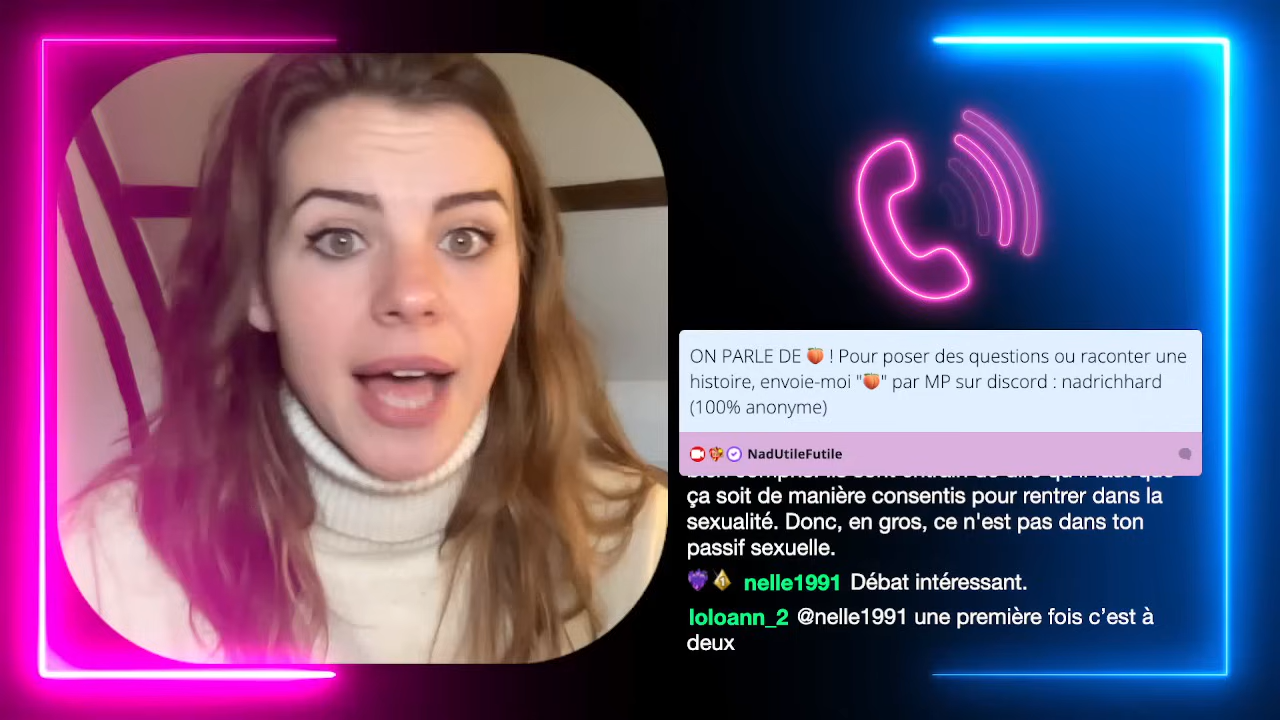 ON PARLE DE 🍑 ! Pour poser des questions ou raconter une
histoire, envoie-moi "🍑" par MP sur discord : nadrichhard
(100% anonyme)
NadUtileFutile
ça soit de manière consentis pour rentrer dans la
sexualité. Donc, en gros, ce n'est pas dans ton
passif sexuelle.
nelle1991 Débat intéressant.
loloann_2 @nelle1991 une première fois c’est à
deux